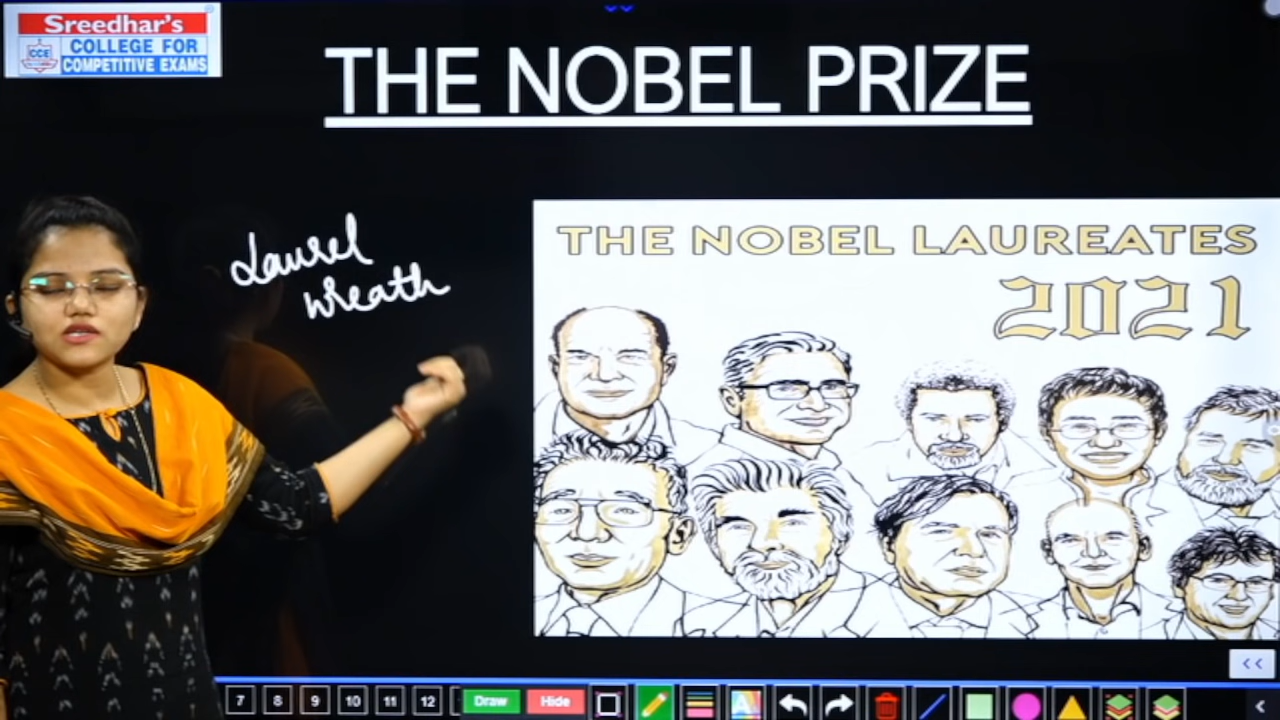 Sreedhar's
CCE
COLLEGE FOR
COMPETITIVE EXAMS
THE NOBEL PRIZE
Laurel
Wreath
THE NOBEL LAUREATES
2021
7 8 9 10 11 12 Draw Hide